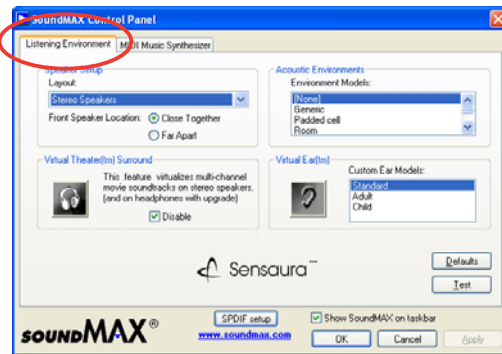 SoundMAX Control Panel
Listening Environment
MIDI Music Synthesizer
Speaker Setup
Layout:
Stereo Speakers
Front Speaker Location:
Close Together
Far Apart
Acoustic Environments
Environment Models:
(None)
Generic
Padded cell
Room
Virtual Theater(tm) Surround
This feature virtualizes multi-channel
movie soundtracks on stereo speakers.
(and on headphones with upgrade)
Disable
Virtual Ear(tm)
Custom Ear Models:
Standard
Adult
Child
Sensaura™
Defaults
Test
SOUNDMAX®
SPDIF setup
www.soundmax.com
Show SoundMAX on taskbar
OK
Cancel
Apply